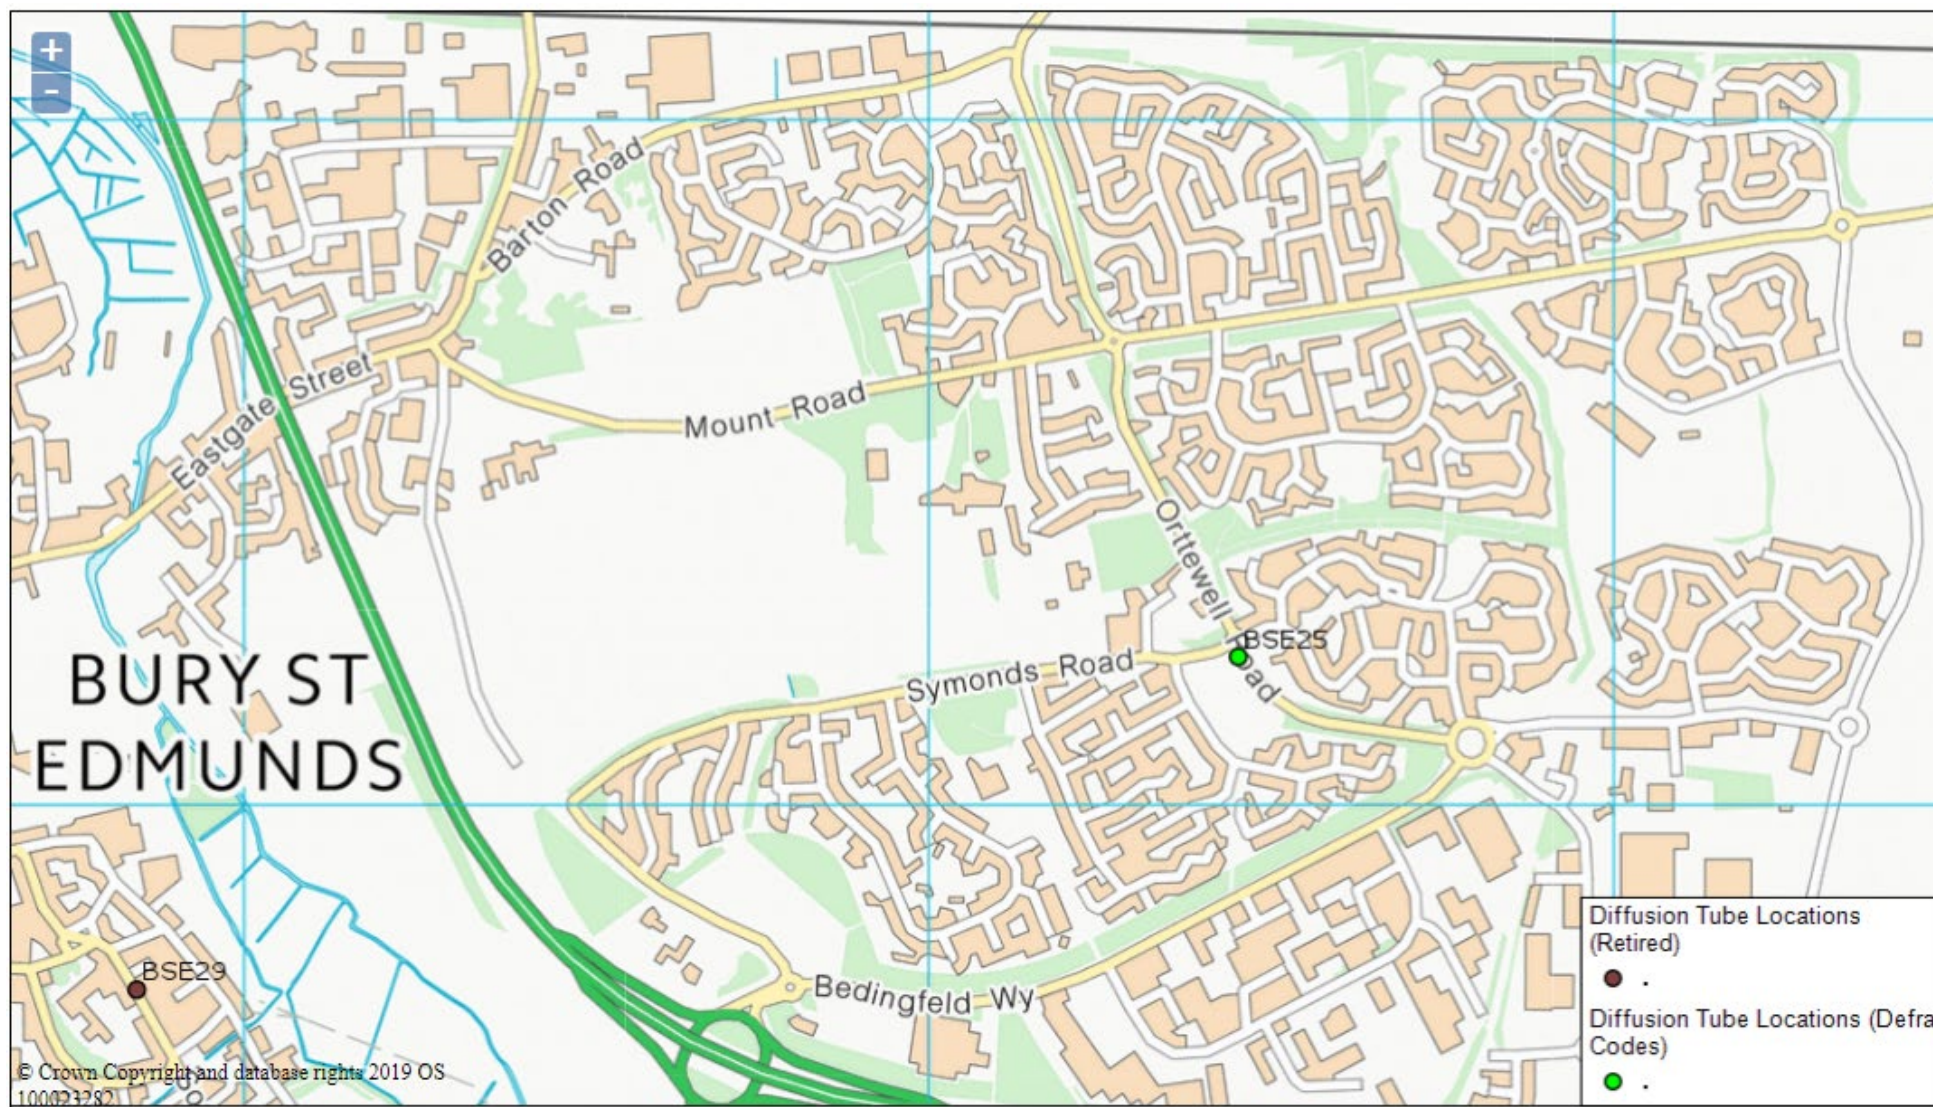 +
-
Barton Road
Eastgate Street
Mount Road
Orttewell Road
BSE25
Symonds Road
BURY ST
EDMUNDS
BSE29
Bedingfeld Wy
Diffusion Tube Locations
(Retired)
.
Diffusion Tube Locations (Defra
Codes)
.
© Crown Copyright and database rights 2019 OS
100023282